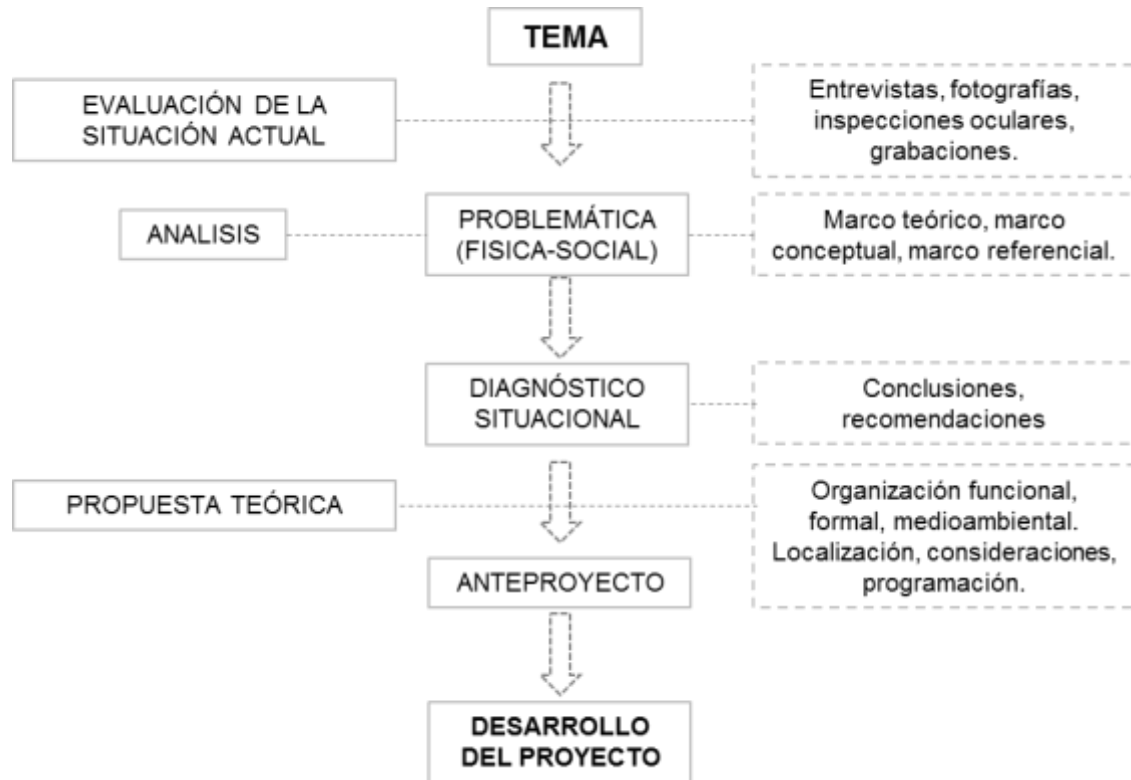 TEMA
EVALUACIÓN DE LA
SITUACIÓN ACTUAL
Entrevistas, fotografías,
inspecciones oculares,
grabaciones.
ANALISIS
PROBLEMÁTICA
(FISICA-SOCIAL)
Marco teórico, marco
conceptual, marco referencial.
DIAGNÓSTICO
SITUACIONAL
Conclusiones,
recomendaciones
PROPUESTA TEÓRICA
Organización funcional,
formal, medioambiental.
Localización, consideraciones,
programación.
ANTEPROYECTO
DESARROLLO
DEL PROYECTO